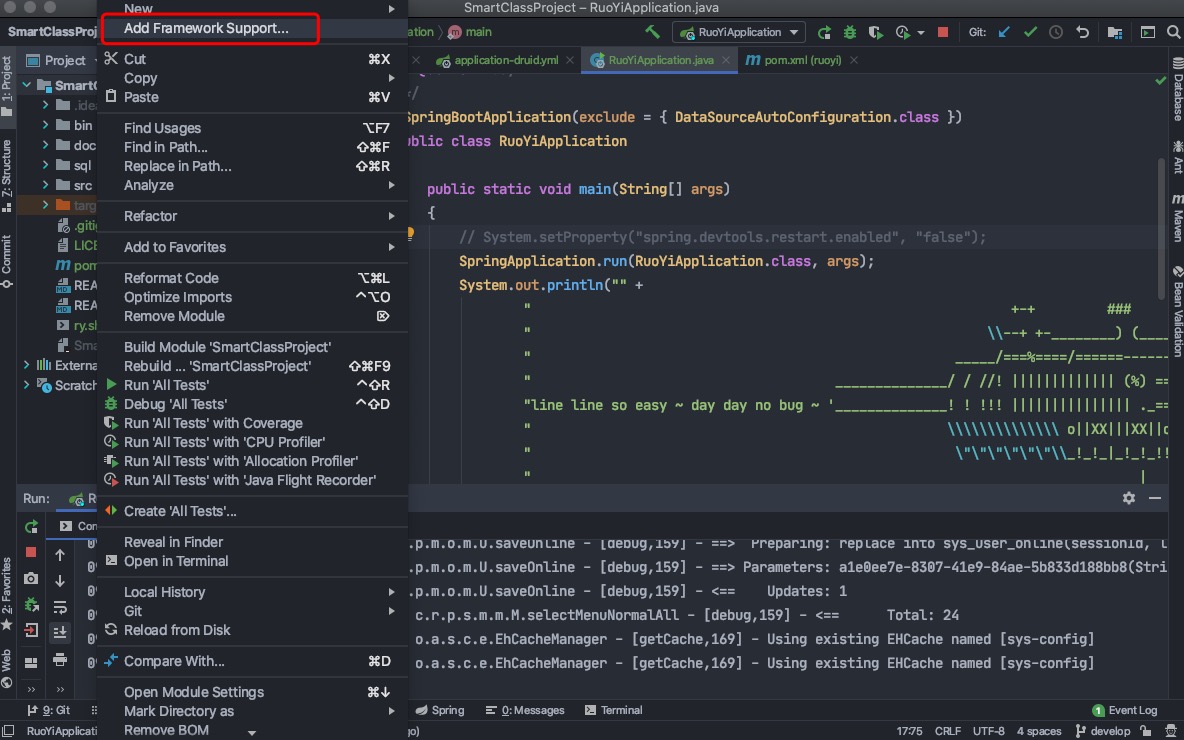 SmartClassProject – RuoYiApplication.java
SmartClassProj
ation
main
RuoYiApplication
Git:
New
Add Framework Support...
Cut ⌘X
Copy
Paste ⌘V
Find Usages ⌥F7
Find in Path... ⇧⌘F
Replace in Path... ⇧⌘R
Analyze
Refactor
Add to Favorites
Reformat Code ⌥⌘L
Optimize Imports ^⌥O
Remove Module ⌦
Build Module 'SmartClassProject'
Rebuild ... 'SmartClassProject' ⇧⌘F9
Run 'All Tests' ^⇧R
Debug 'All Tests' ^⇧D
Run 'All Tests' with Coverage
Run 'All Tests' with 'CPU Profiler'
Run 'All Tests' with 'Allocation Profiler'
Run 'All Tests' with 'Java Flight Recorder'
Create 'All Tests'...
Reveal in Finder
Open in Terminal
Local History
Git
Reload from Disk
Compare With... ⌘D
Open Module Settings ⌘↓
Mark Directory as
Remove BOM
1: Project
Z: Structure
Commit
2: Favorites
Web
Project
SmartC
.idea
bin
doc
sql
src
targ
.giti
LICE
pom
REA
REA
ry.sh
Sma
Externa
Scratch
application-druid.yml
RuoYiApplication.java
pom.xml (ruoyi)
*/
SpringBootApplication(exclude = { DataSourceAutoConfiguration.class })
ublic class RuoYiApplication
public static void main(String[] args)
{
// System.setProperty("spring.devtools.restart.enabled", "false");
SpringApplication.run(RuoYiApplication.class, args);
System.out.println("" +
" +-+ ###
" \\--+ +-________) (____
" _____/===%====/======------
" ______________/ / //! ||||||||||||| (%) ==
"line line so easy ~ day day no bug ~ '______________! ! !!! ||||||||||||||| ._==
" \\\\\\\\\\\\\\ o||XX|||XX||o
" \"\"\"\"\"\"\\_!_!_|_!_!_!!
" |
Database
Ant
Maven
Bean Validation
Run:
R
Con
.p.m.o.m.U.saveOnline - [debug,159] - ==>  Preparing: replace into sys_user_online(sessionId, l
.p.m.o.m.U.saveOnline - [debug,159] - ==> Parameters: a1e0ee7e-8307-41e9-84ae-5b833d188bb8(Stri
.p.m.o.m.U.saveOnline - [debug,159] - <==    Updates: 1
c.r.p.s.m.m.M.selectMenuNormalAll - [debug,159] - <==      Total: 24
o.a.s.c.e.EhCacheManager - [getCache,169] - Using existing EHCache named [sys-config]
o.a.s.c.e.EhCacheManager - [getCache,169] - Using existing EHCache named [sys-config]
9: Git
Spring
0: Messages
Terminal
1 Event Log
RuoYiApplicati
go)
17:75 CRLF UTF-8 4 spaces develop